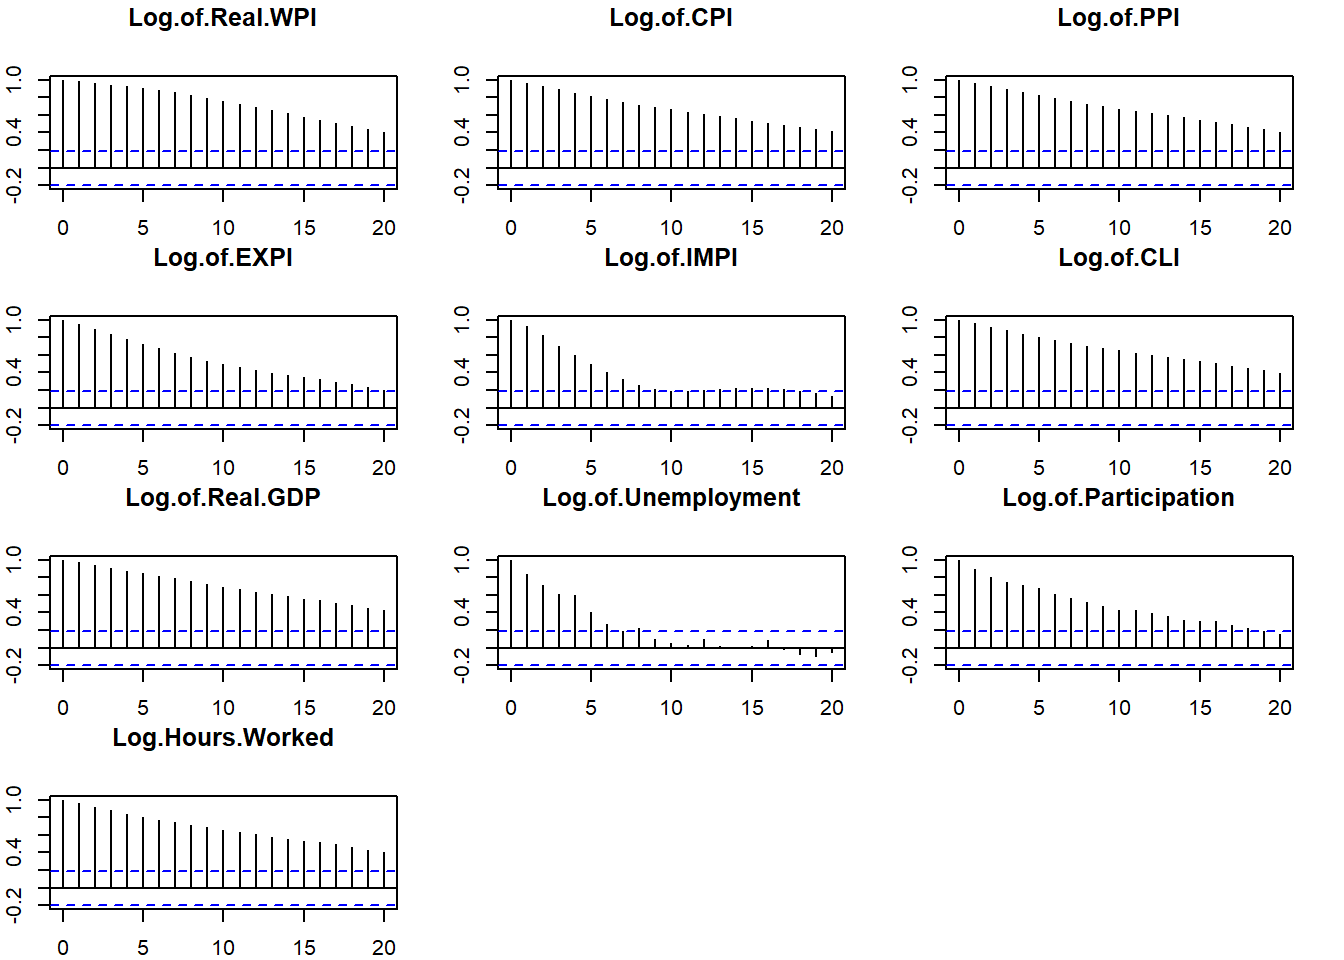 Log.of.Real.WPI
1.0
0.4
-0.2
0 5 10 15 20
Log.of.CPI
1.0
0.4
-0.2
0 5 10 15 20
Log.of.PPI
1.0
0.4
-0.2
0 5 10 15 20
Log.of.EXPI
1.0
0.4
-0.2
0 5 10 15 20
Log.of.IMPI
1.0
0.4
-0.2
0 5 10 15 20
Log.of.CLI
1.0
0.4
-0.2
0 5 10 15 20
Log.of.Real.GDP
1.0
0.4
-0.2
0 5 10 15 20
Log.of.Unemployment
1.0
0.4
-0.2
0 5 10 15 20
Log.of.Participation
1.0
0.4
-0.2
0 5 10 15 20
Log.Hours.Worked
1.0
0.4
-0.2
0 5 10 15 20